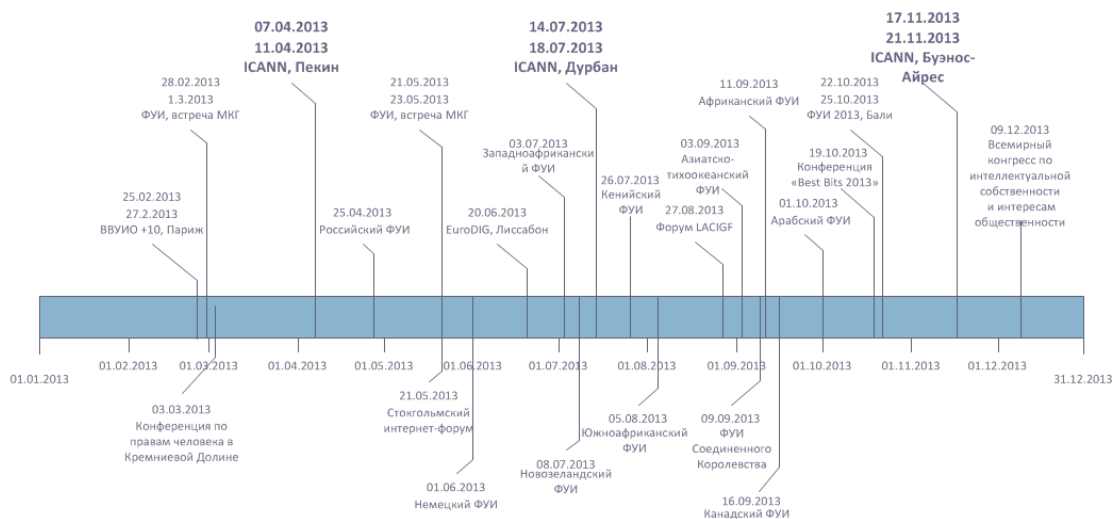 07.04.2013
11.04.2013
ICANN, Пекин
14.07.2013
18.07.2013
ICANN, Дурбан
17.11.2013
21.11.2013
ICANN, Буэнос-
Айрес
28.02.2013
1.3.2013
ФУИ, встреча МКГ
21.05.2013
23.05.2013
ФУИ, встреча МКГ
11.09.2013
Африканский ФУИ
22.10.2013
25.10.2013
ФУИ 2013, Бали
03.07.2013
Западноафрикански
й ФУИ
03.09.2013
Азиатско-
тихоокеанский
ФУИ
19.10.2013
Конференция
«Best Bits 2013»
09.12.2013
Всемирный
конгресс по
интеллектуальной
собственности
и интересам
общественности
25.02.2013
27.2.2013
ВВУИО +10, Париж
25.04.2013
Российский ФУИ
20.06.2013
EuroDIG, Лиссабон
26.07.2013
Кенийский
ФУИ
27.08.2013
Форум LACIGF
01.10.2013
Арабский ФУИ
01.01.2013
01.02.2013
01.03.2013
01.04.2013
01.05.2013
01.06.2013
01.07.2013
01.08.2013
01.09.2013
01.10.2013
01.11.2013
01.12.2013
31.12.2013
03.03.2013
Конференция по
правам человека в
Кремниевой Долине
21.05.2013
Стокгольмский
интернет-форум
01.06.2013
Немецкий ФУИ
08.07.2013
Новозеландский
ФУИ
05.08.2013
Южноафриканский
ФУИ
09.09.2013
ФУИ
Соединенного
Королевства
16.09.2013
Канадский ФУИ